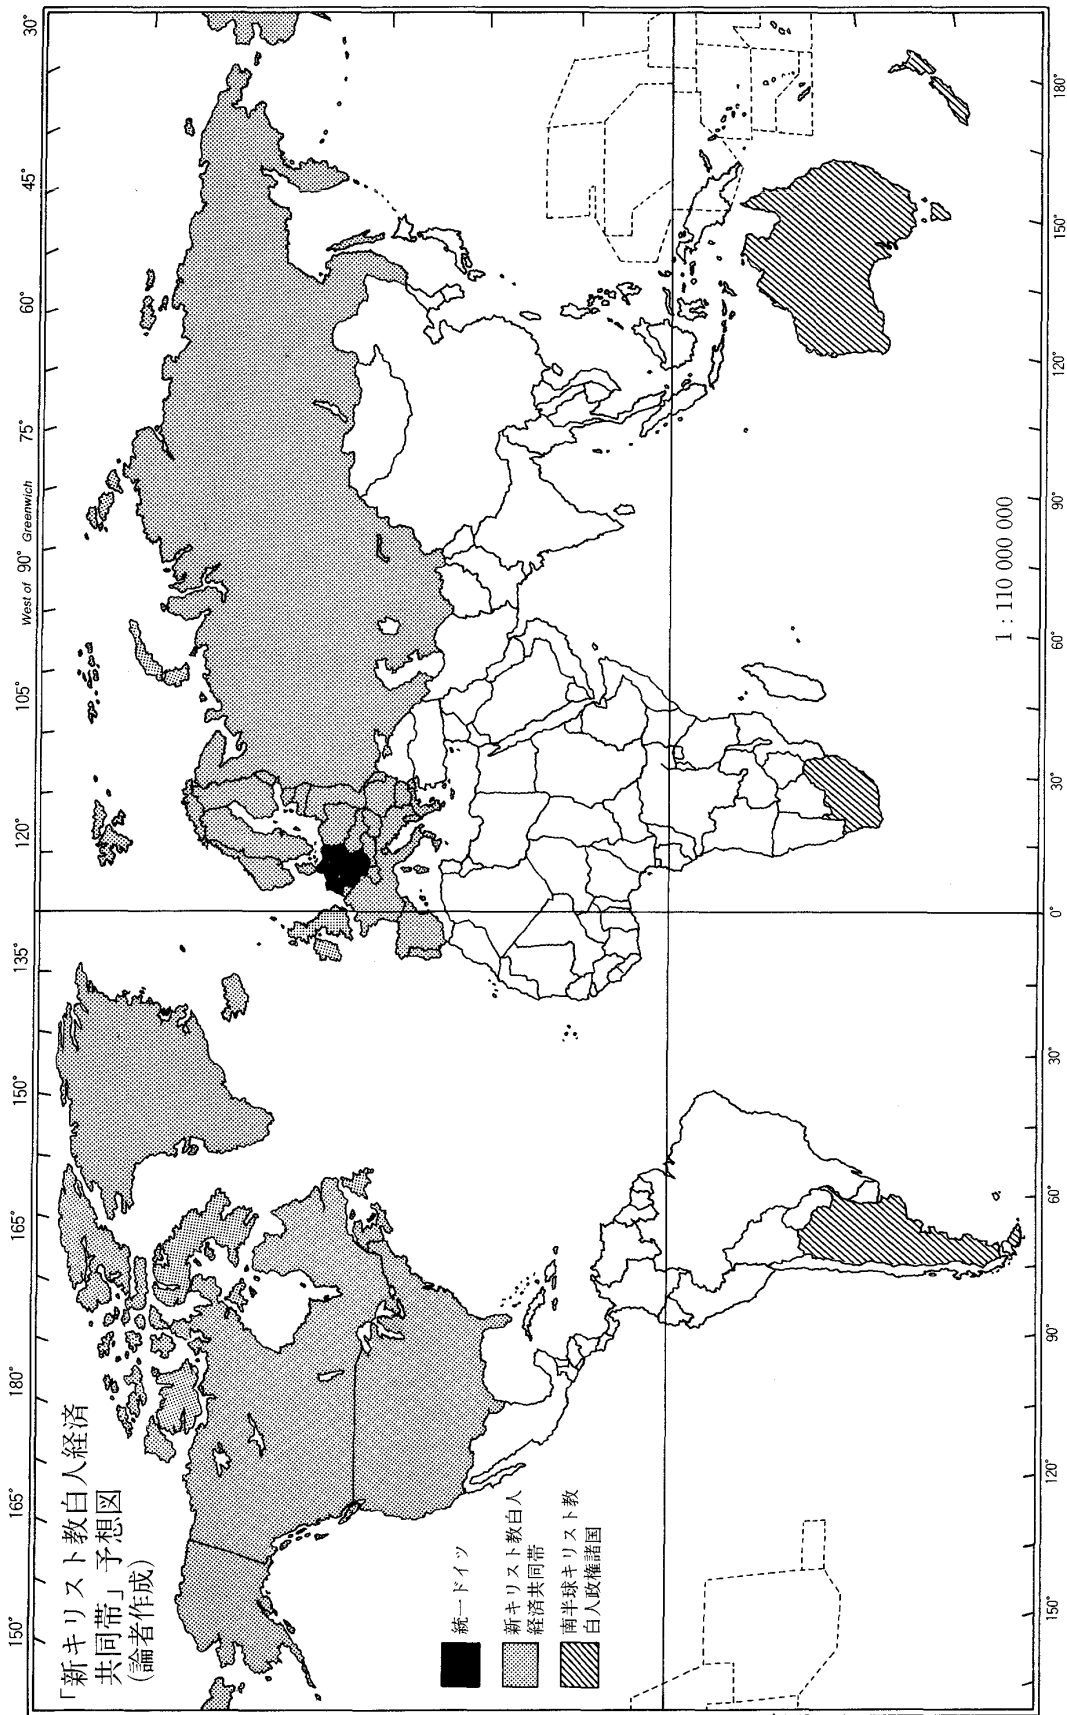 「新キリスト教白人経済
共同帯」予想図
(論者作成)
統一ドイツ
新キリスト教白人
経済共同帯
南半球キリスト教
白人政権諸国
150°
165°
180°
165°
150°
135°
120°
105°
West of 90° Greenwich
75°
60°
45°
30°
1 : 110 000 000
150°
120°
90°
60°
30°
0°
30°
60°
90°
120°
150°
180°